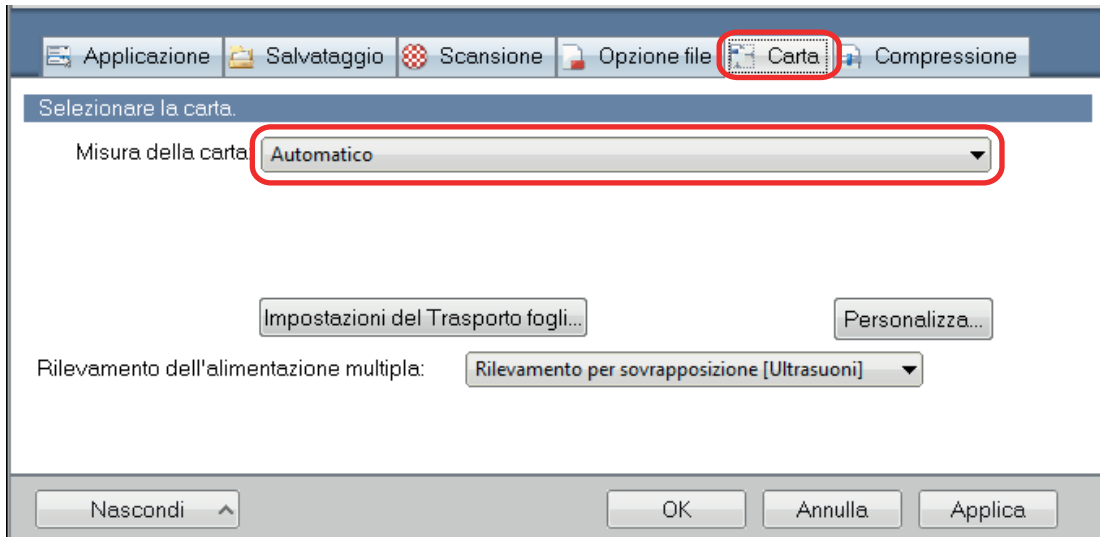 Applicazione Salvataggio Scansione Opzione file Carta Compressione
Selezionare la carta.
Misura della carta: Automatico
Impostazioni del Trasporto fogli... Personalizza...
Rilevamento dell'alimentazione multipla: Rilevamento per sovrapposizione [Ultrasuoni]
Nascondi OK Annulla Applica